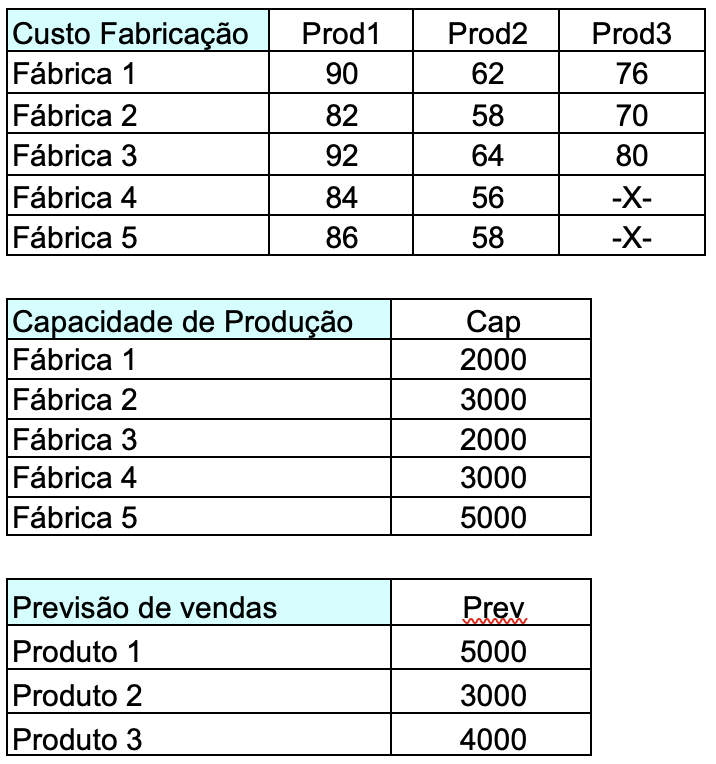 Custo Fabricação Prod1 Prod2 Prod3
Fábrica 1 90 62 76
Fábrica 2 82 58 70
Fábrica 3 92 64 80
Fábrica 4 84 56 -X-
Fábrica 5 86 58 -X-
Capacidade de Produção Cap
Fábrica 1 2000
Fábrica 2 3000
Fábrica 3 2000
Fábrica 4 3000
Fábrica 5 5000
Previsão de vendas Prev
Produto 1 5000
Produto 2 3000
Produto 3 4000